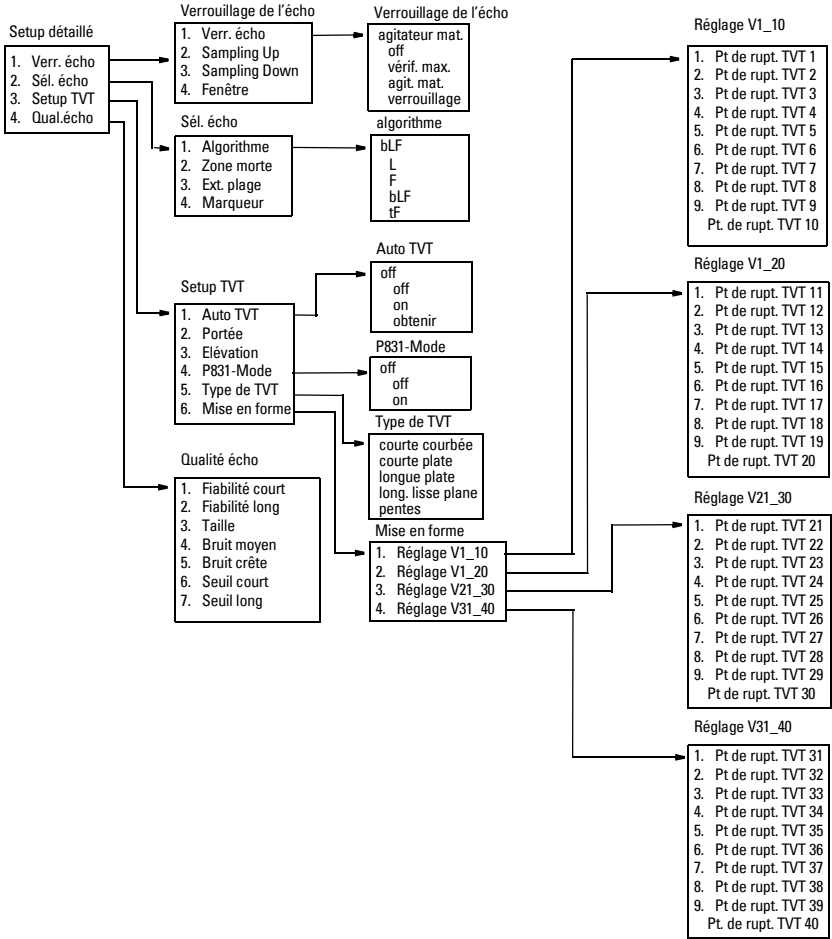 Setup détaillé
1. Verr. écho
2. Sél. écho
3. Setup TVT
4. Qual.écho
Verrouillage de l'écho
1. Verr. écho
2. Sampling Up
3. Sampling Down
4. Fenêtre
Verrouillage de l'écho
agitateur mat.
off
vérif. max.
agit. mat.
verrouillage
Sél. écho
1. Algorithme
2. Zone morte
3. Ext. plage
4. Marqueur
algorithme
bLF
L
F
bLF
tF
Setup TVT
1. Auto TVT
2. Portée
3. Elévation
4. P831-Mode
5. Type de TVT
6. Mise en forme
Auto TVT
off
off
on
obtenir
P831-Mode
off
off
on
Type de TVT
courte courbée
courte plate
longue plate
long. lisse plane
pentes
Qualité écho
1. Fiabilité court
2. Fiabilité long
3. Taille
4. Bruit moyen
5. Bruit crête
6. Seuil court
7. Seuil long
Mise en forme
1. Réglage V1_10
2. Réglage V1_20
3. Réglage V21_30
4. Réglage V31_40
Réglage V1_10
1. Pt de rupt. TVT 1
2. Pt de rupt. TVT 2
3. Pt de rupt. TVT 3
4. Pt de rupt. TVT 4
5. Pt de rupt. TVT 5
6. Pt de rupt. TVT 6
7. Pt de rupt. TVT 7
8. Pt de rupt. TVT 8
9. Pt de rupt. TVT 9
Pt. de rupt. TVT 10
Réglage V1_20
1. Pt de rupt. TVT 11
2. Pt de rupt. TVT 12
3. Pt de rupt. TVT 13
4. Pt de rupt. TVT 14
5. Pt de rupt. TVT 15
6. Pt de rupt. TVT 16
7. Pt de rupt. TVT 17
8. Pt de rupt. TVT 18
9. Pt de rupt. TVT 19
Pt de rupt. TVT 20
Réglage V21_30
1. Pt de rupt. TVT 21
2. Pt de rupt. TVT 22
3. Pt de rupt. TVT 23
4. Pt de rupt. TVT 24
5. Pt de rupt. TVT 25
6. Pt de rupt. TVT 26
7. Pt de rupt. TVT 27
8. Pt de rupt. TVT 28
9. Pt de rupt. TVT 29
Pt de rupt. TVT 30
Réglage V31_40
1. Pt de rupt. TVT 31
2. Pt de rupt. TVT 32
3. Pt de rupt. TVT 33
4. Pt de rupt. TVT 34
5. Pt de rupt. TVT 35
6. Pt de rupt. TVT 36
7. Pt de rupt. TVT 37
8. Pt de rupt. TVT 38
9. Pt de rupt. TVT 39
Pt. de rupt. TVT 40